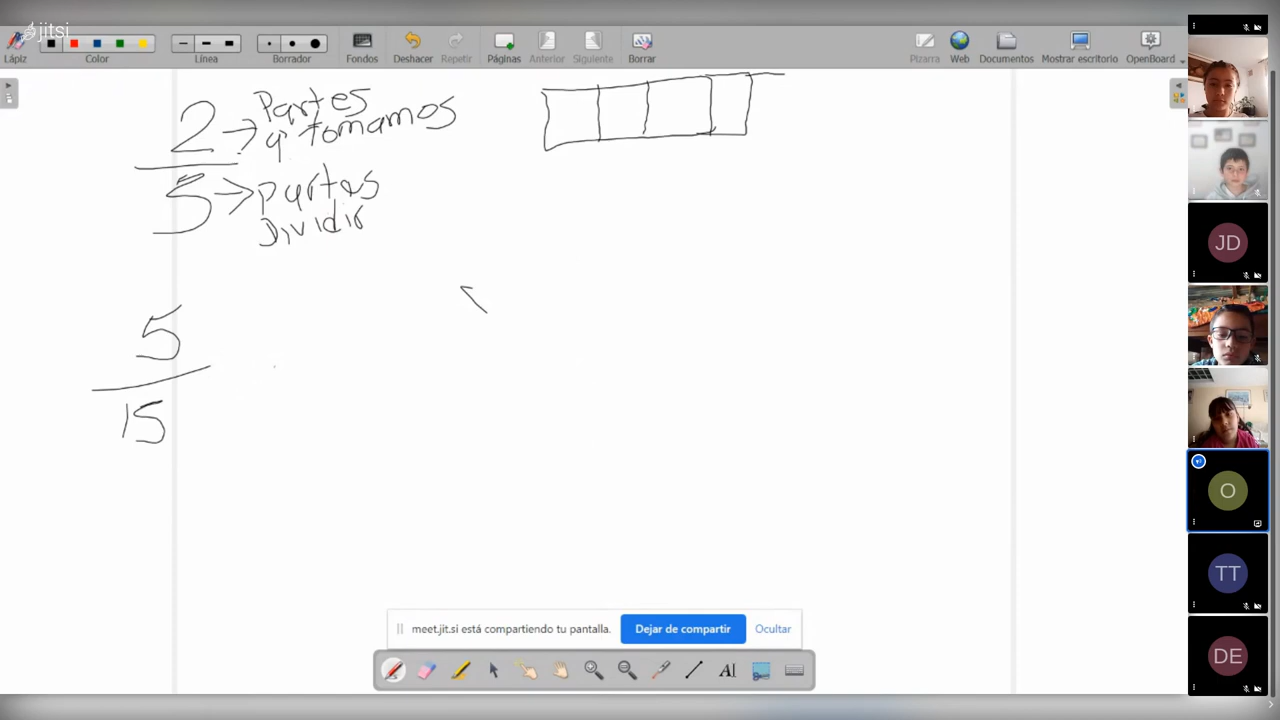 jitsi
Lápiz
Color
Línea
Borrador
Fondos
Deshacer
Repetir
Páginas
Anterior
Siguiente
Borrar
Pizarra
Web
Documentos
Mostrar escritorio
OpenBoard
2 → Partes
q' tomamos
5 → partes
Dividir
5
15
meet.jit.si está compartiendo tu pantalla.
Dejar de compartir
Ocultar
JD
O
TT
DE